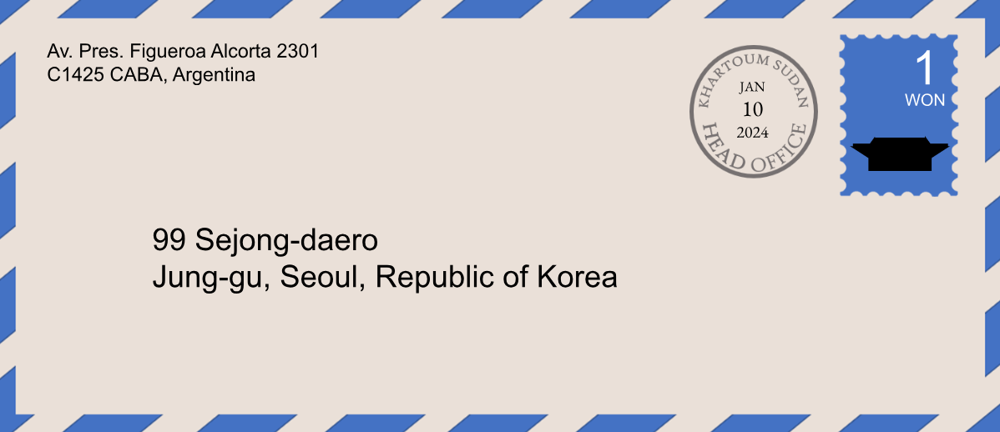 Av. Pres. Figueroa Alcorta 2301
C1425 CABA, Argentina
KHARTOUM SUDAN
JAN
10
2024
HEAD OFFICE
1
WON
99 Sejong-daero
Jung-gu, Seoul, Republic of Korea